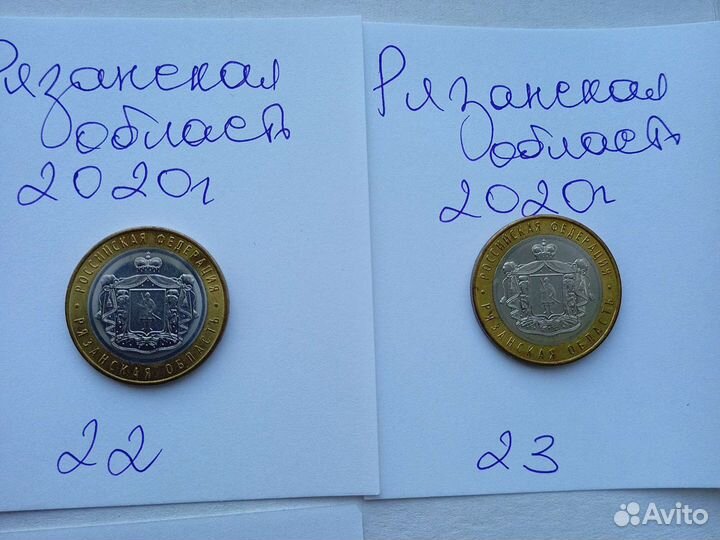 Рязанская
область
2020г
РОССИЙСКАЯ ФЕДЕРАЦИЯ
РЯЗАНСКАЯ ОБЛАСТЬ
22
Рязанская
область
2020г
РОССИЙСКАЯ ФЕДЕРАЦИЯ
РЯЗАНСКАЯ ОБЛАСТЬ
23
Avito